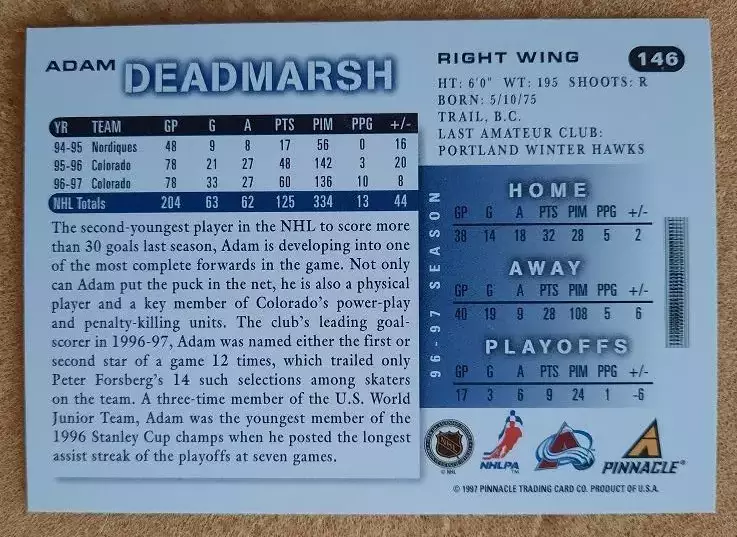 ADAM DEADMARSH
RIGHT WING 146
HT: 6'0" WT: 195 SHOOTS: R
BORN: 5/10/75
TRAIL, B.C.
LAST AMATEUR CLUB:
PORTLAND WINTER HAWKS
YR TEAM GP G A PTS PIM PPG +/-
94-95 Nordiques 48 9 8 17 56 0 16
95-96 Colorado 78 21 27 48 142 3 20
96-97 Colorado 78 33 27 60 136 10 8
NHL Totals 204 63 62 125 334 13 44
The second-youngest player in the NHL to score more
than 30 goals last season, Adam is developing into one
of the most complete forwards in the game. Not only
can Adam put the puck in the net, he is also a physical
player and a key member of Colorado's power-play
and penalty-killing units. The club's leading goal-
scorer in 1996-97, Adam was named either the first or
second star of a game 12 times, which trailed only
Peter Forsberg's 14 such selections among skaters
on the team. A three-time member of the U.S. World
Junior Team, Adam was the youngest member of the
1996 Stanley Cup champs when he posted the longest
assist streak of the playoffs at seven games.
96-97 SEASON
HOME
GP G A PTS PIM PPG +/-
38 14 18 32 28 5 2
AWAY
GP G A PTS PIM PPG +/-
40 19 9 28 108 5 6
PLAYOFFS
GP G A PTS PIM PPG +/-
17 3 6 9 24 1 -6
NHL
© NHL
NHLPA
TM
PINNACLE®
© 1997 PINNACLE TRADING CARD CO. PRODUCT OF U.S.A.